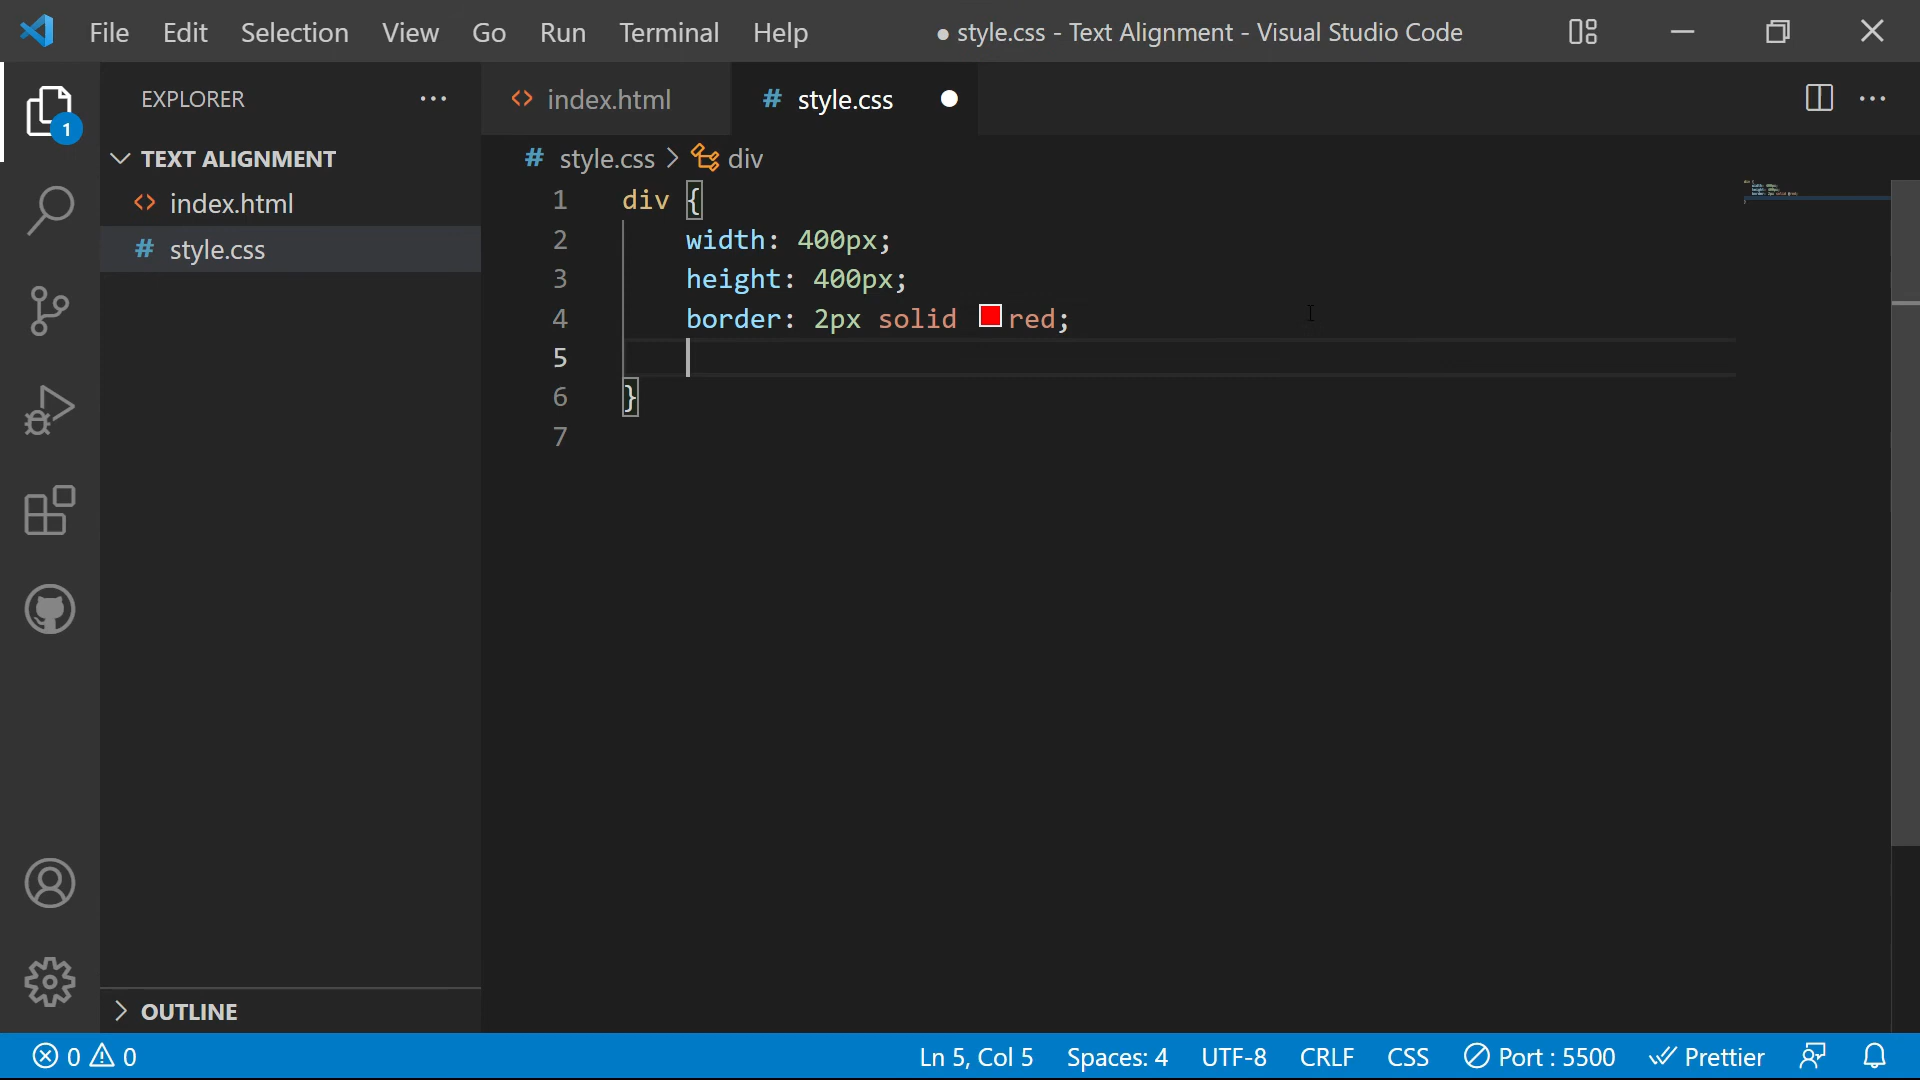 File Edit Selection View Go Run Terminal Help ● style.css - Text Alignment - Visual Studio Code
EXPLORER ···
1
index.html
# style.css ●
TEXT ALIGNMENT
index.html
# style.css
# style.css > div
1 div {
2 width: 400px;
3 height: 400px;
4 border: 2px solid red;
5
6 }
7
OUTLINE
0 0 Ln 5, Col 5 Spaces: 4 UTF-8 CRLF CSS Port : 5500 Prettier